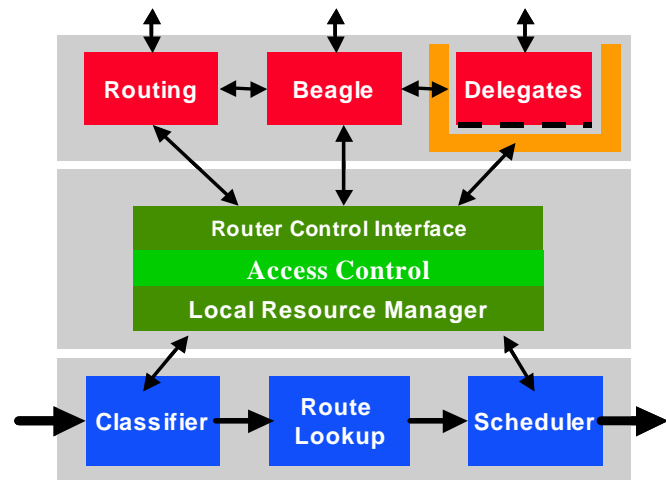 Routing
Beagle
Delegates
Router Control Interface
Access Control
Local Resource Manager
Classifier
Route
Lookup
Scheduler